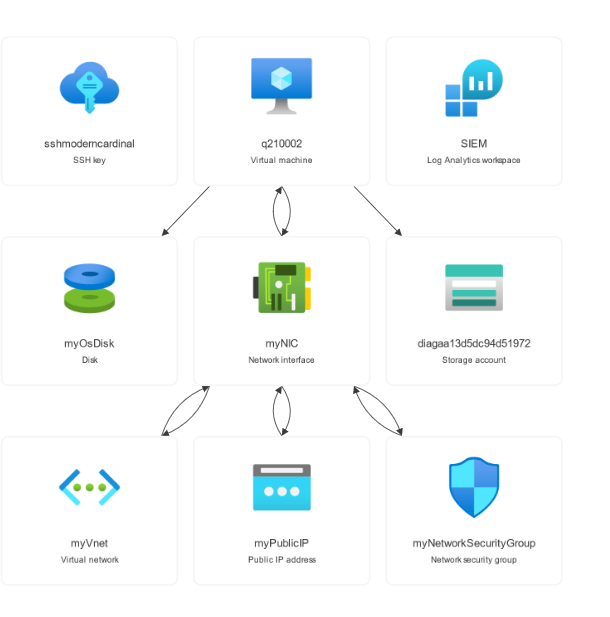 sshmoderncardinal
SSH key
q210002
Virtual machine
SIEM
Log Analytics workspace
myOsDisk
Disk
myNIC
Network interface
diagaa13d5dc94d51972
Storage account
myVnet
Virtual network
myPublicIP
Public IP address
myNetworkSecurityGroup
Network security group